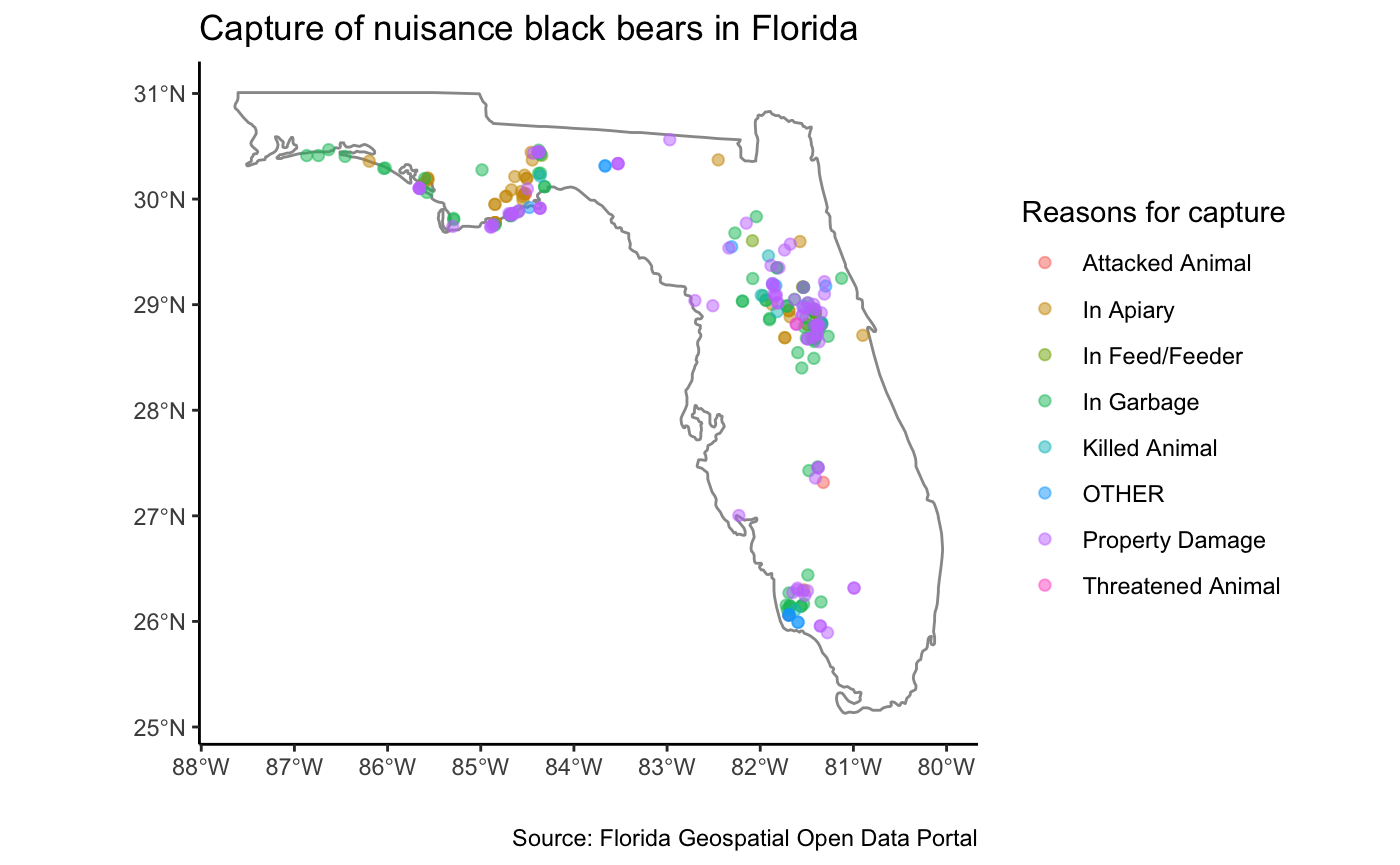 Capture of nuisance black bears in Florida
31°N
30°N
29°N
28°N
27°N
26°N
25°N
88°W 87°W 86°W 85°W 84°W 83°W 82°W 81°W 80°W
Reasons for capture
Attacked Animal
In Apiary
In Feed/Feeder
In Garbage
Killed Animal
OTHER
Property Damage
Threatened Animal
Source: Florida Geospatial Open Data Portal